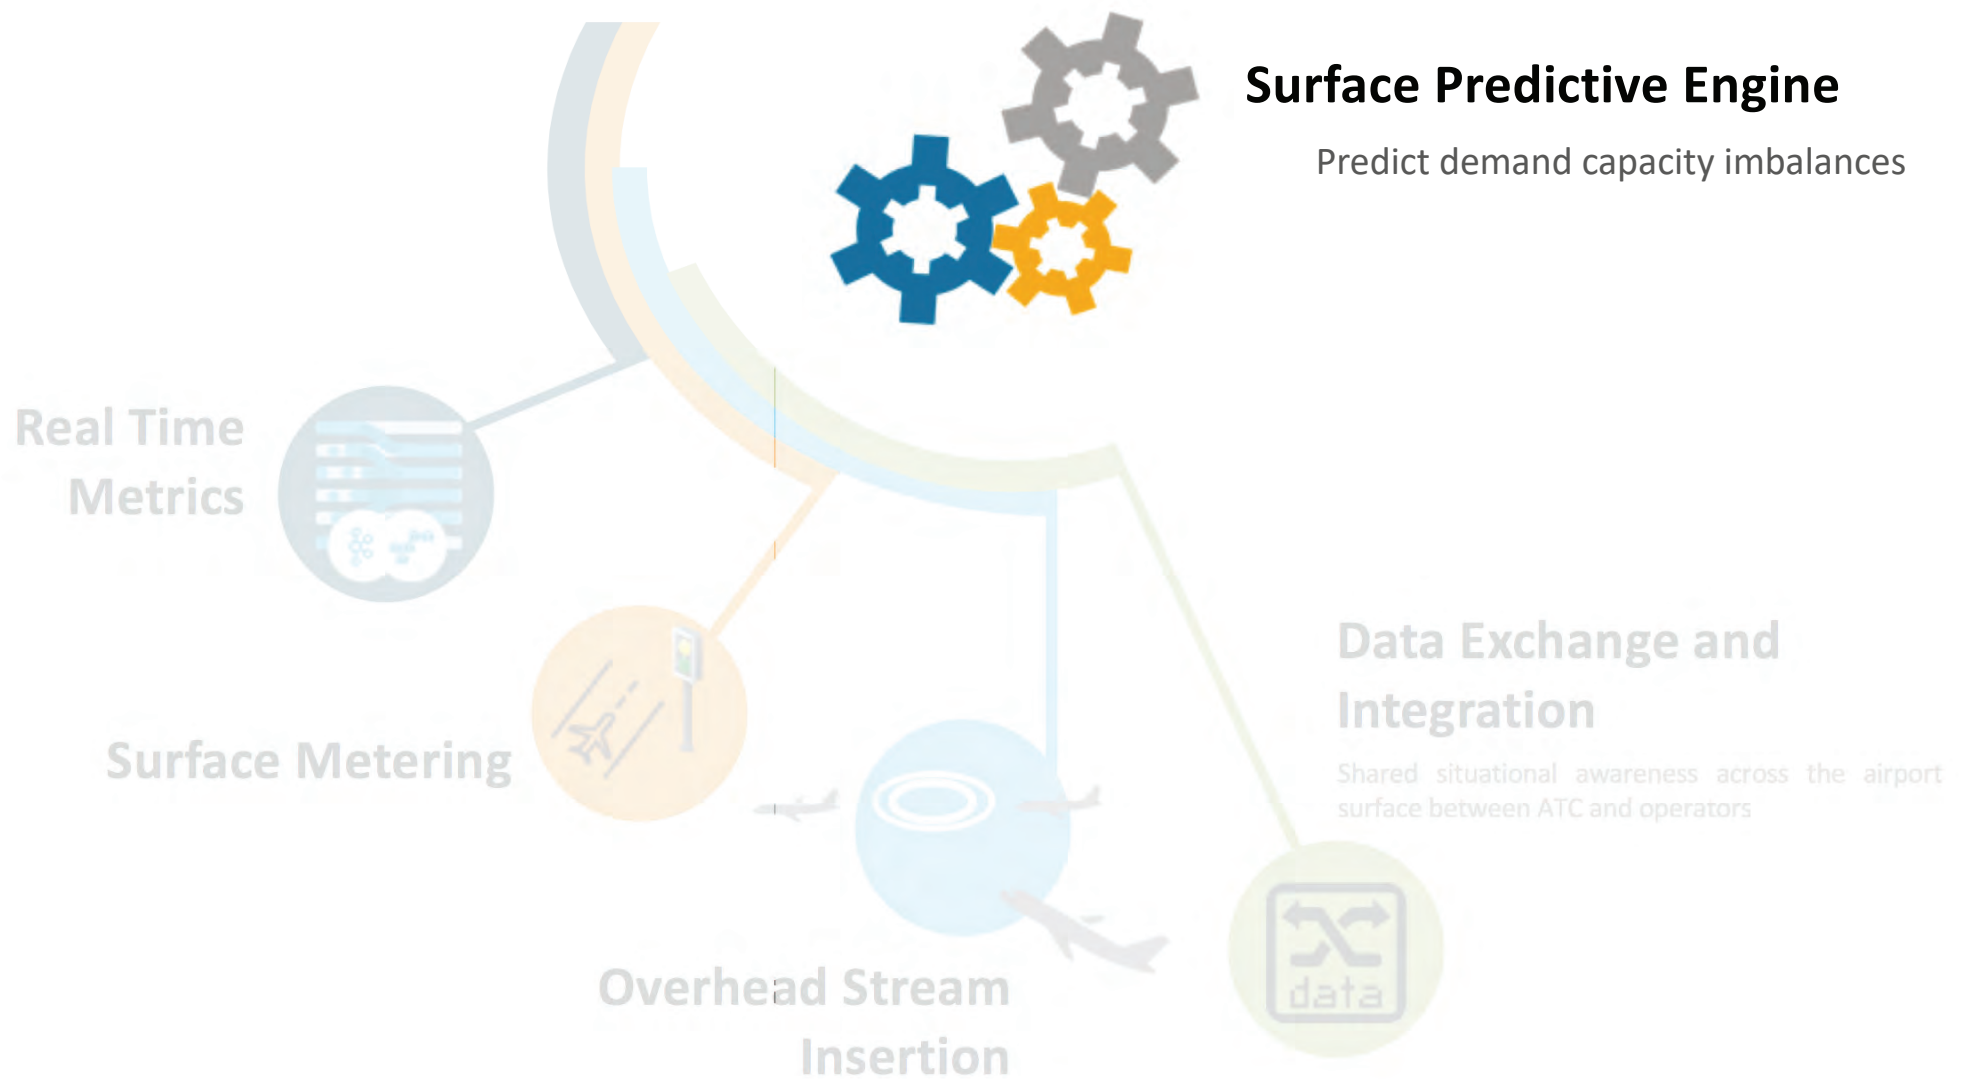 Surface Predictive Engine
Predict demand capacity imbalances
Real Time
Metrics
Surface Metering
Overhead Stream
Insertion
Data Exchange and
Integration
Shared situational awareness across the airport
surface between ATC and operators
data